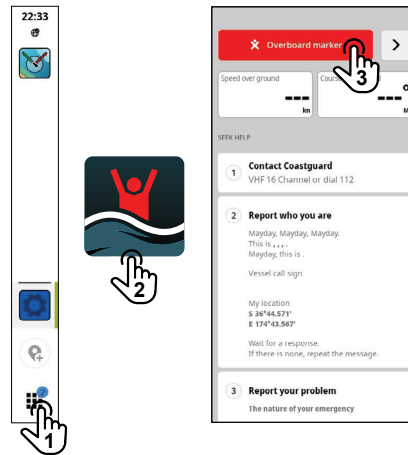 22:33
1
2
Overboard marker
3
Speed over ground
---
kn
Course
d
---°
M
SEEK HELP
1
Contact Coastguard
VHF 16 Channel or dial 112
2
Report who you are
Mayday, Mayday, Mayday.
This is , , , .
Mayday, this is .
Vessel call sign
My location
S 36°44.571'
E 174°43.567'
Wait for a response.
If there is none, repeat the message.
3
Report your problem
The nature of your emergency